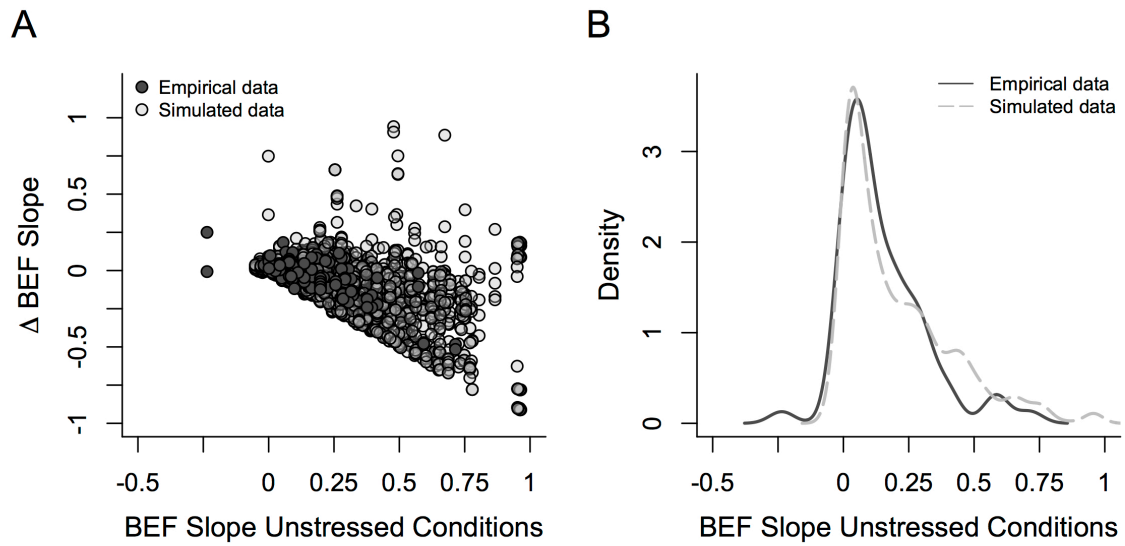 A
Empirical data
Simulated data
1
0.5
0
-0.5
-1
Δ BEF Slope
-0.5 0 0.25 0.5 0.75 1
BEF Slope Unstressed Conditions
B
Empirical data
Simulated data
3
2
1
0
Density
-0.5 0 0.25 0.5 0.75 1
BEF Slope Unstressed Conditions